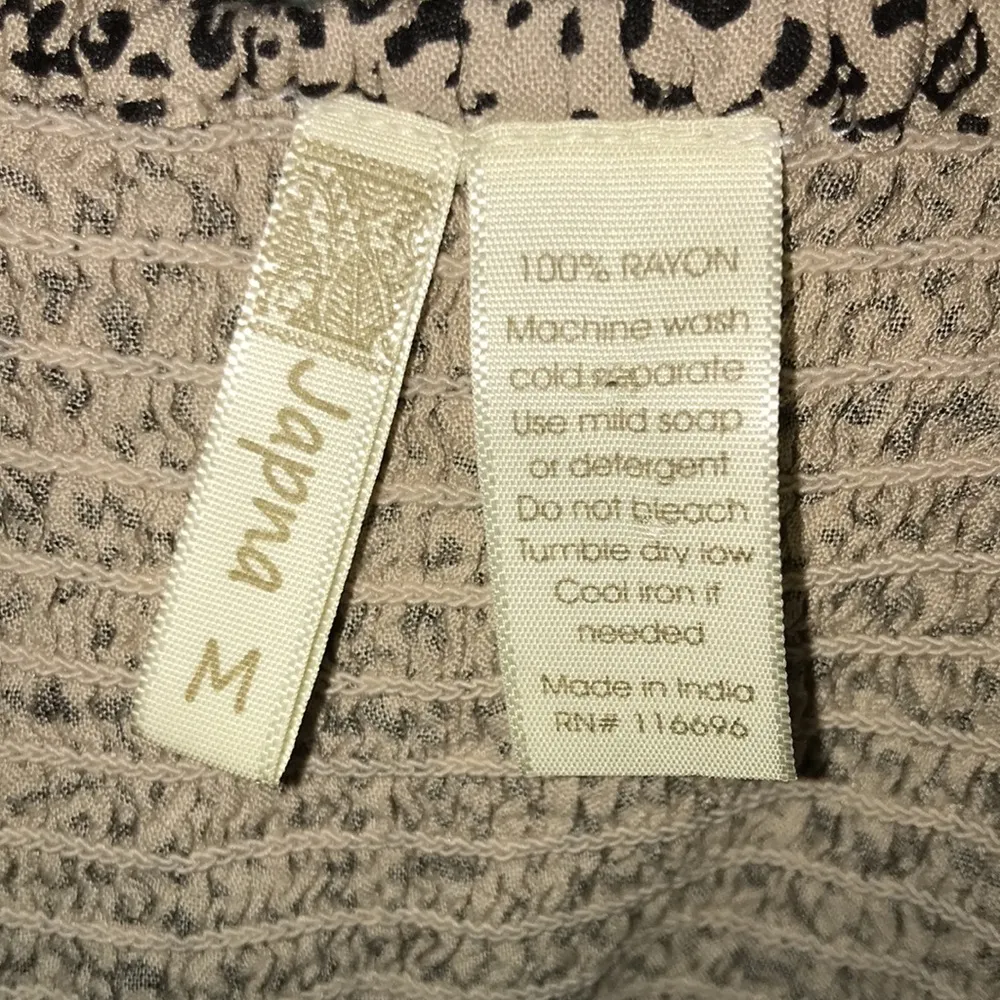 Japna
M
100% RAYON
Machine wash
cold separate
Use mild soap
or detergent
Do not bleach
Tumble dry low
Cool iron if
needed
Made in India
RN# 116696